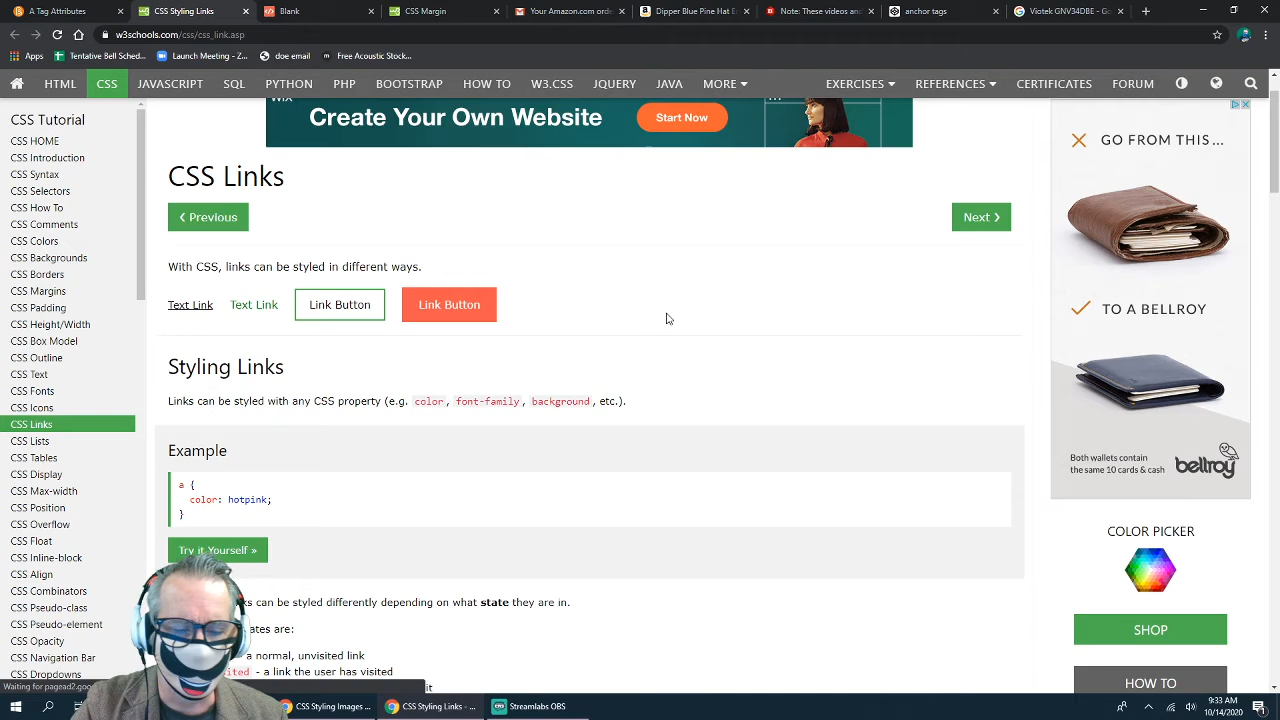 A Tag Attributes
CSS Styling Links
Blank
CSS Margin
Your Amazon.com orde
Dipper Blue Pine Hat E
Note: These videos and
anchor tags
Viotek GNV34DBE - Go
w3schools.com/css/css_link.asp
Apps
Tentative Bell Sched...
Launch Meeting - Z...
doe email
Free Acoustic Stock...
HTML
CSS
JAVASCRIPT
SQL
PYTHON
PHP
BOOTSTRAP
HOW TO
W3.CSS
JQUERY
JAVA
MORE
EXERCISES
REFERENCES
CERTIFICATES
FORUM
CSS Tutorial
CSS HOME
CSS Introduction
CSS Syntax
CSS Selectors
CSS How To
CSS Comments
CSS Colors
CSS Backgrounds
CSS Borders
CSS Margins
CSS Padding
CSS Height/Width
CSS Box Model
CSS Outline
CSS Text
CSS Fonts
CSS Icons
CSS Links
CSS Lists
CSS Tables
CSS Display
CSS Max-width
CSS Position
CSS Overflow
CSS Float
CSS Inline-block
CSS Align
CSS Combinators
CSS Pseudo-class
CSS Pseudo-element
CSS Opacity
CSS Navigation Bar
CSS Dropdowns
WIX
Create Your Own Website
Start Now
CSS Links
❮ Previous
Next ❯
With CSS, links can be styled in different ways.
Text Link
Text Link
Link Button
Link Button
Styling Links
Links can be styled with any CSS property (e.g. color, font-family, background, etc.).
Example
a {
color: hotpink;
}
Try it Yourself »
can be styled differently depending on what state they are in.
are:
a normal, unvisited link
- a link the user has visited
it
GO FROM THIS...
TO A BELLROY
Both wallets contain
the same 10 cards & cash
bellroy
COLOR PICKER
SHOP
HOW TO
Waiting for pagead2.goo
CSS Styling Images ...
CSS Styling Links - ...
Streamlabs OBS
9:33 AM
10/14/2020